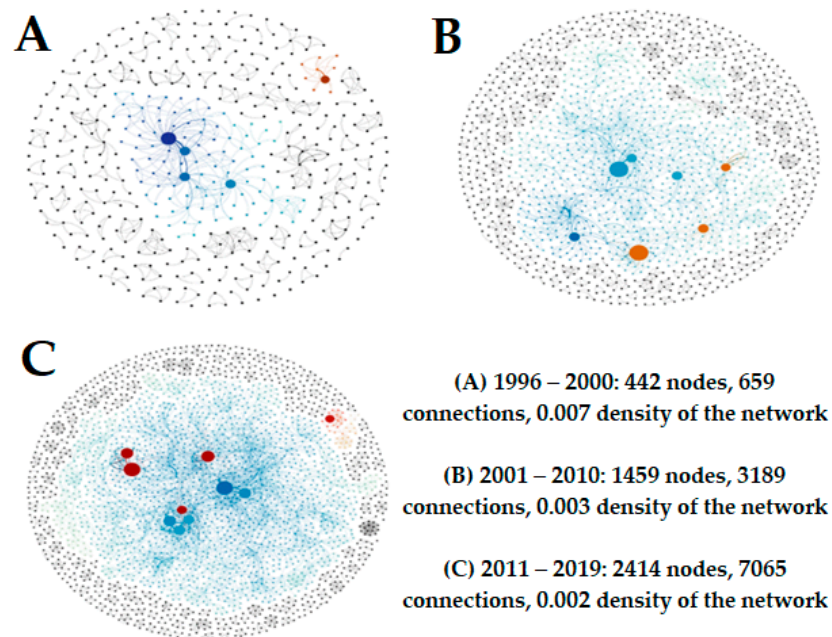 A
B
C
(A) 1996 – 2000: 442 nodes, 659
connections, 0.007 density of the network
(B) 2001 – 2010: 1459 nodes, 3189
connections, 0.003 density of the network
(C) 2011 – 2019: 2414 nodes, 7065
connections, 0.002 density of the network